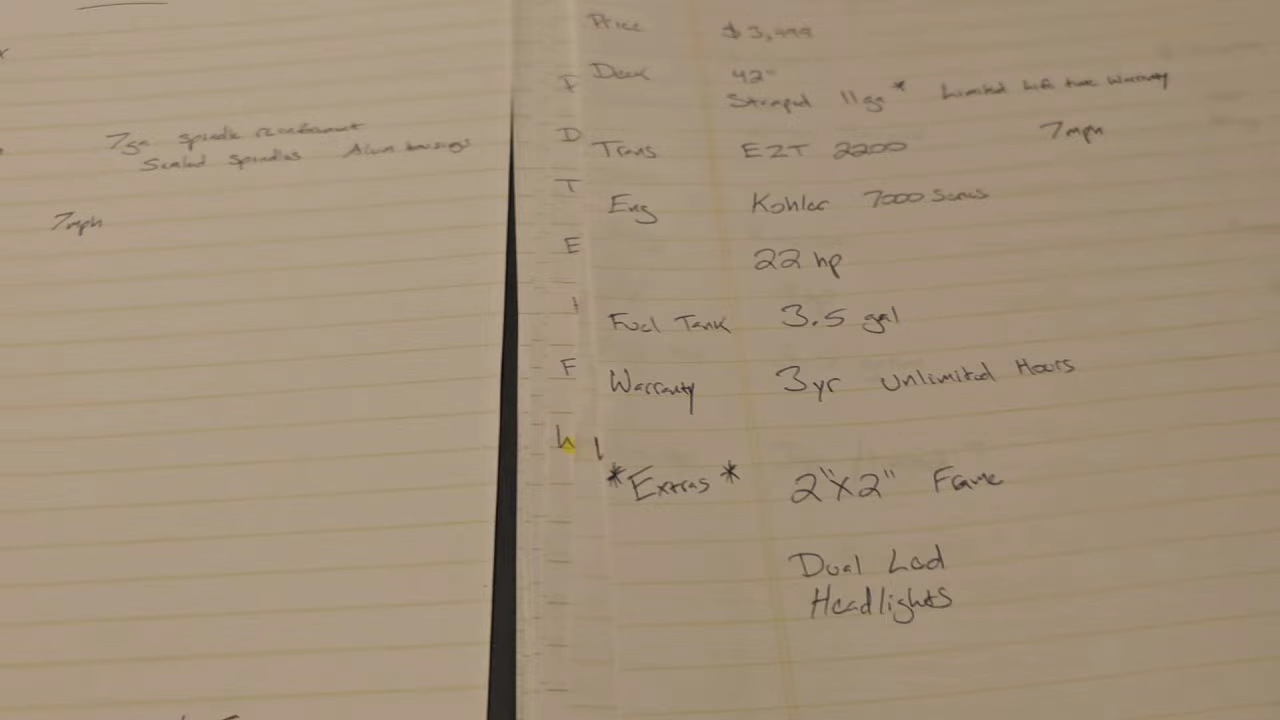 7ga spindle
Sealed Spindles Alum housings
7mph
Price $3,499
Deck 42"
Stamped 11ga* Limited Life time Warranty
Trans EZT 2200 7mph
Eng Kohler 7000 Series
22 hp
Fuel Tank 3.5 gal
Warranty 3yr Unlimited Hours
*Extras* 2"X2" Frame
Dual Led
Headlights
D
T
E
F